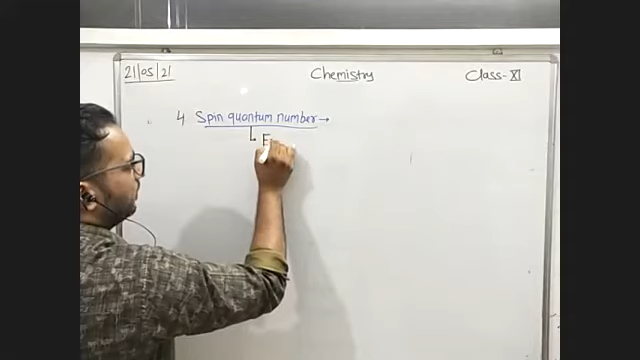 21/05/21 Chemistry Class-XI
4 Spin quantum number →
↳ E